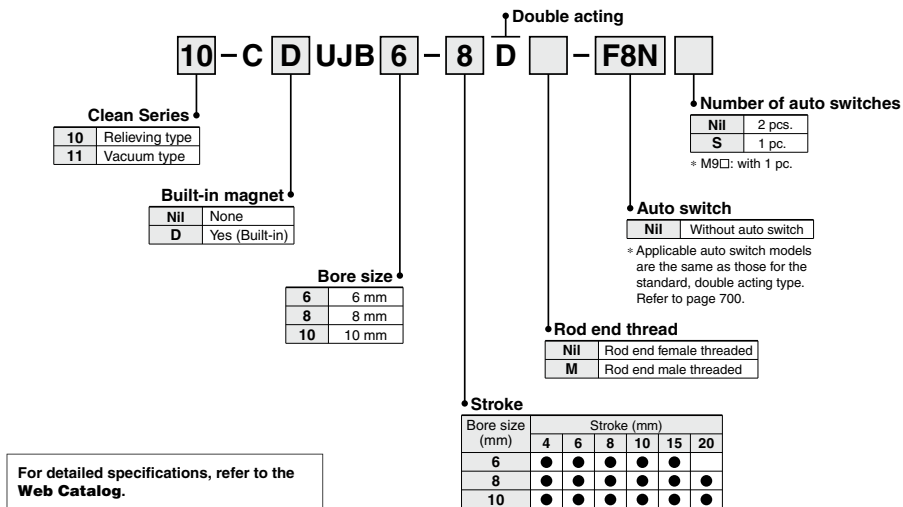 Double acting
10 – C D UJB 6 – 8 D – F8N
Clean Series
10 Relieving type
11 Vacuum type
Number of auto switches
Nil 2 pcs.
S 1 pc.
* M9□: with 1 pc.
Built-in magnet
Nil None
D Yes (Built-in)
Auto switch
Nil Without auto switch
* Applicable auto switch models
are the same as those for the
standard, double acting type.
Refer to page 700.
Bore size
6 6 mm
8 8 mm
10 10 mm
Rod end thread
Nil Rod end female threaded
M Rod end male threaded
Stroke
Bore size
(mm)
Stroke (mm)
4 6 8 10 15 20
6 ● ● ● ● ●
8 ● ● ● ● ● ●
10 ● ● ● ● ● ●
For detailed specifications, refer to the
Web Catalog.